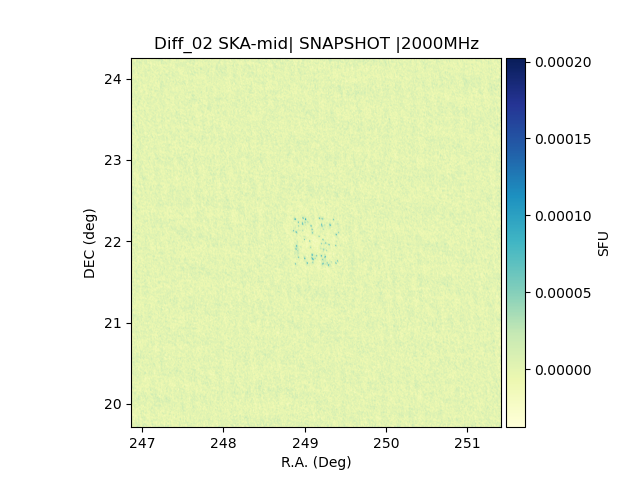 Diff_02 SKA-mid| SNAPSHOT |2000MHz
24
23
22
21
20
DEC (deg)
247 248 249 250 251
R.A. (Deg)
0.00020
0.00015
0.00010
0.00005
0.00000
SFU